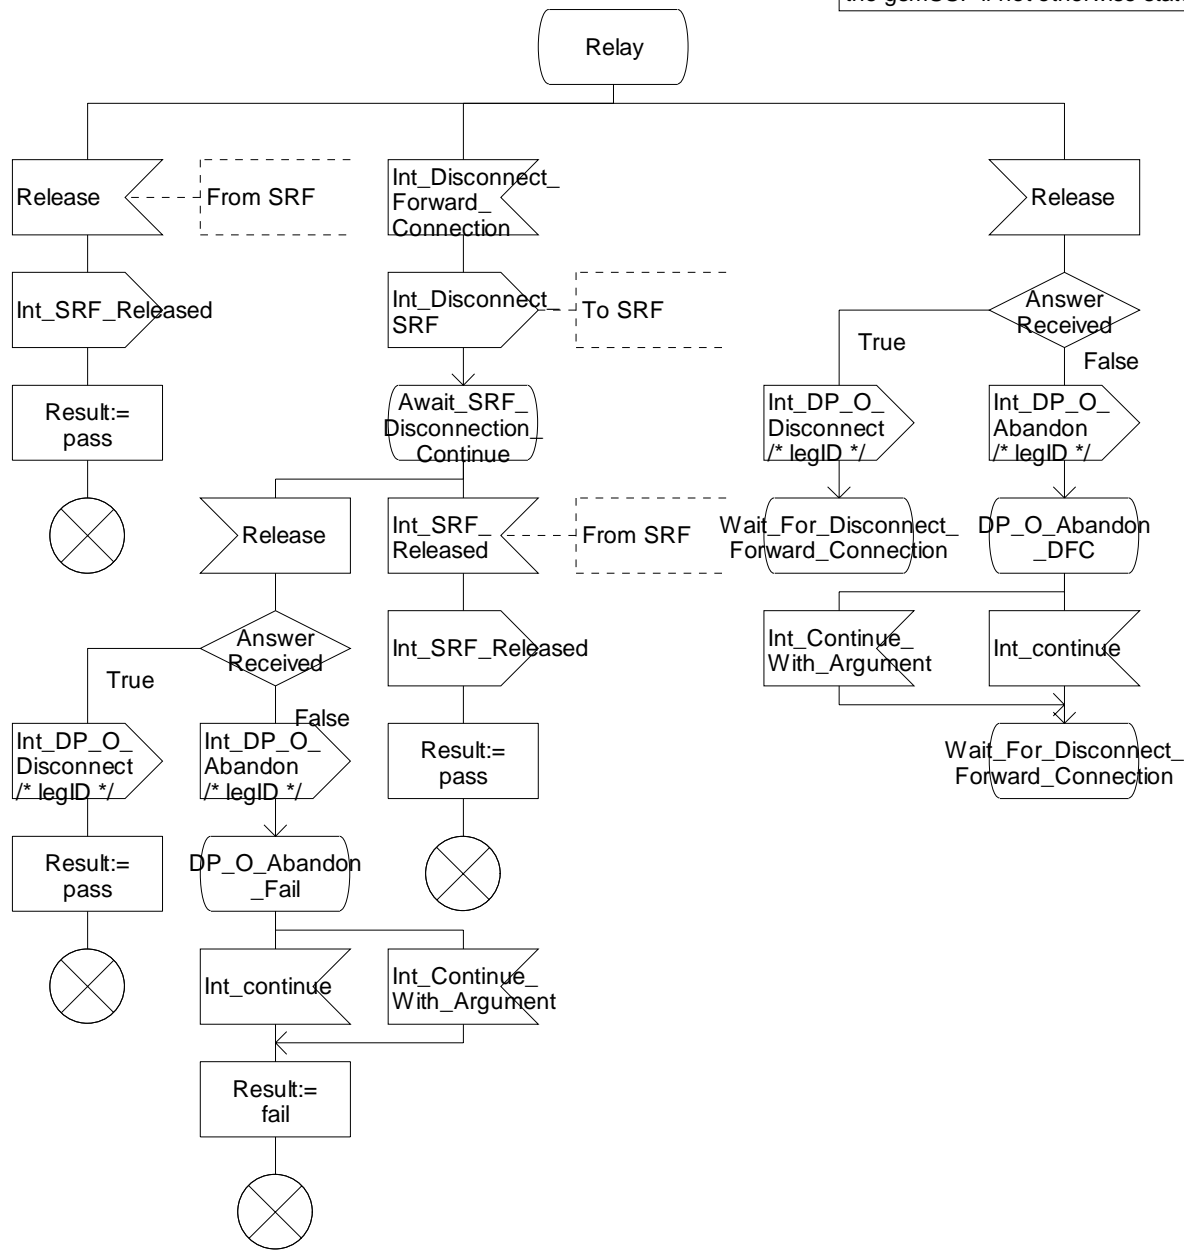 Relay
Release
From SRF
Int_Disconnect_
Forward_
Connection
Release
Int_SRF_Released
Int_Disconnect_
SRF
To SRF
Answer
Received
True
False
Result:=
pass
Await_SRF_
Disconnection_
Continue
Int_DP_O_
Disconnect
/* legID */
Int_DP_O_
Abandon
/* legID */
Release
Int_SRF_
Released
From SRF
Wait_For_Disconnect_
Forward_Connection
DP_O_Abandon
_DFC
Answer
Received
True
False
Int_SRF_Released
Int_Continue_
With_Argument
Int_continue
Int_DP_O_
Disconnect
/* legID */
Int_DP_O_
Abandon
/* legID */
Result:=
pass
Wait_For_Disconnect_
Forward_Connection
Result:=
pass
DP_O_Abandon
_Fail
Int_continue
Int_Continue_
With_Argument
Result:=
fail